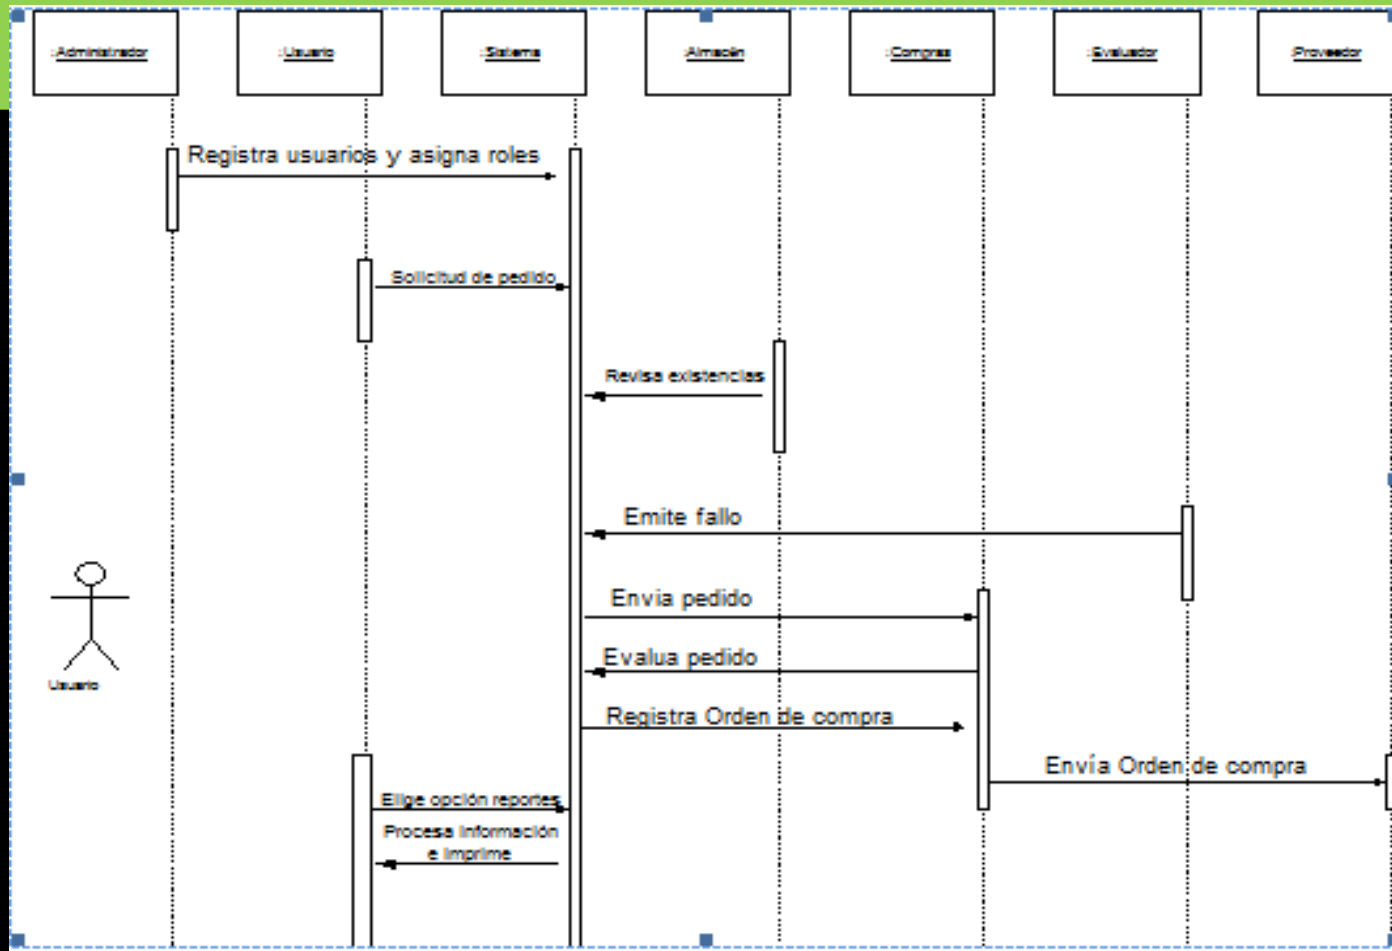 :Administrador
:Usuario
:Sistema
:Almacén
:Compras
:Evaluador
:Proveedor
Registra usuarios y asigna roles
Solicitud de pedido
Revisa existencias
Emite fallo
Envia pedido
Evalua pedido
Usuario
Registra Orden de compra
Envía Orden de compra
Elige opción reportes
Procesa información
e imprime